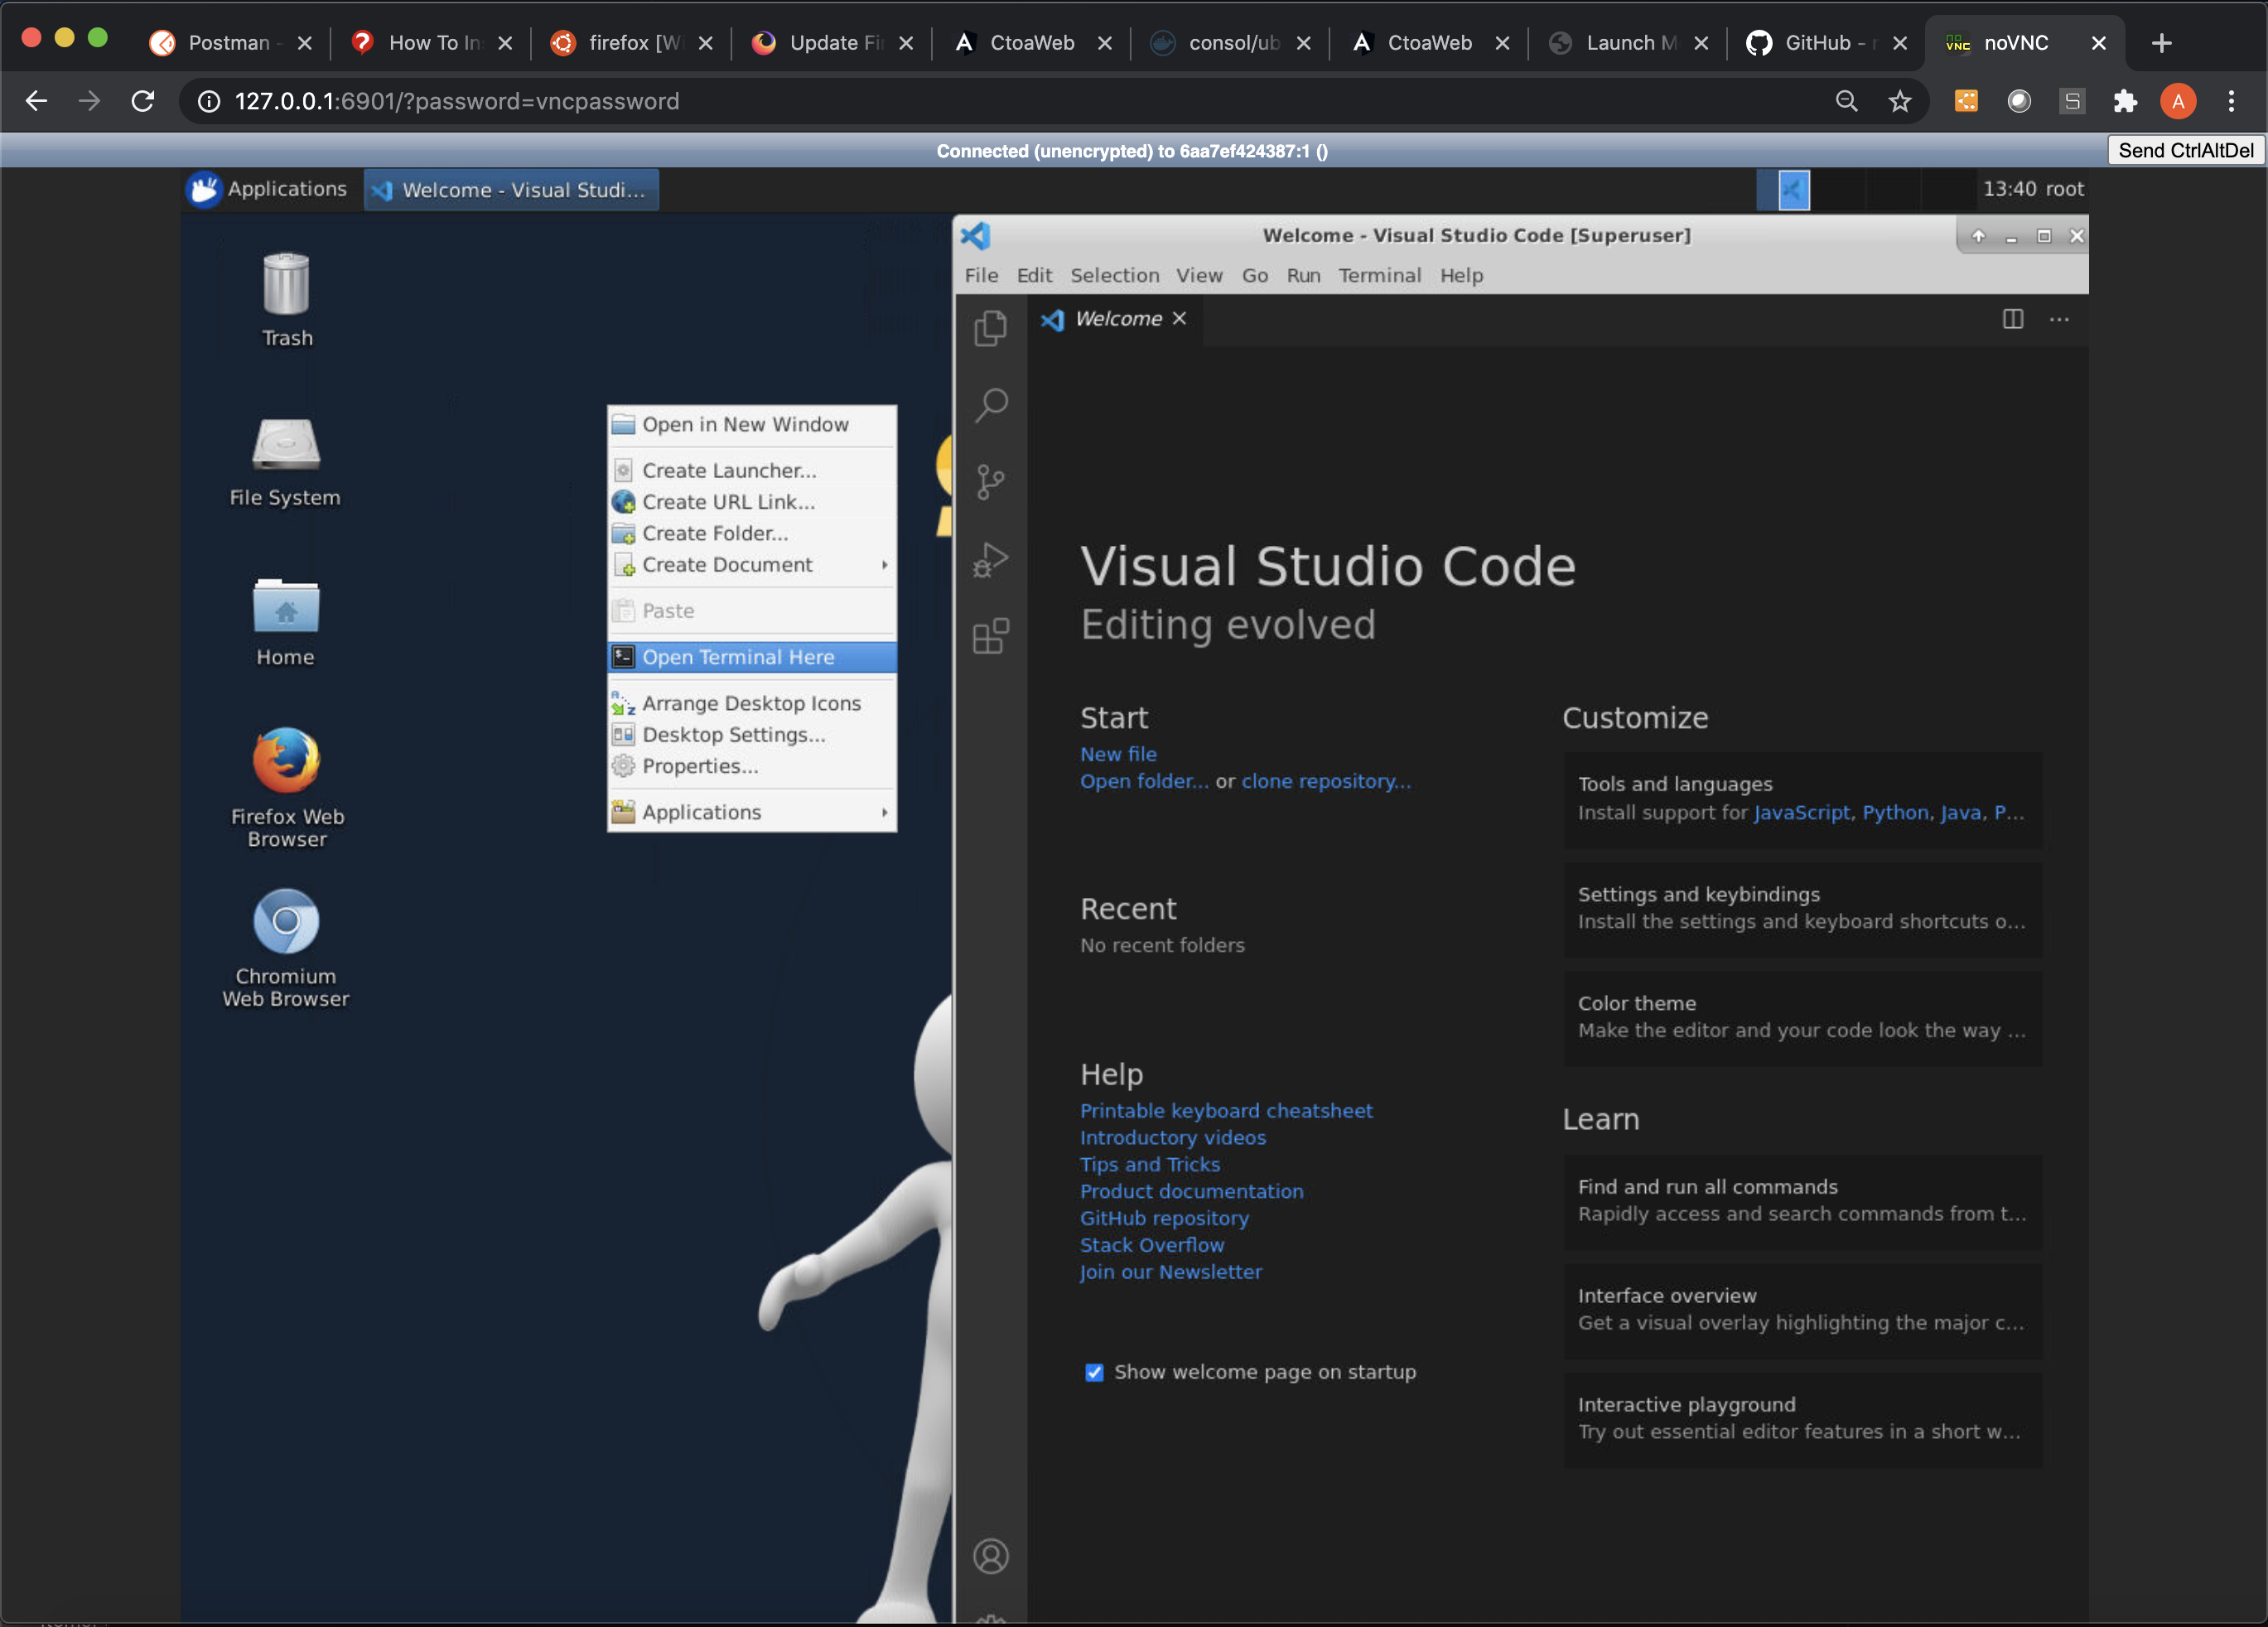 Postman -
How To In
firefox [Wi
Update Fi
CtoaWeb
consol/ub
CtoaWeb
Launch M
GitHub - r
noVNC
127.0.0.1:6901/?password=vncpassword
A
Connected (unencrypted) to 6aa7ef424387:1 ()
Send CtrlAltDel
Applications
Welcome - Visual Studi...
13:40 root
Trash
File System
Home
Firefox Web
Browser
Chromium
Web Browser
Open in New Window
Create Launcher...
Create URL Link...
Create Folder...
Create Document
Paste
Open Terminal Here
Arrange Desktop Icons
Desktop Settings...
Properties...
Applications
Welcome - Visual Studio Code [Superuser]
File Edit Selection View Go Run Terminal Help
Welcome
Visual Studio Code
Editing evolved
Start
New file
Open folder... or clone repository...
Recent
No recent folders
Help
Printable keyboard cheatsheet
Introductory videos
Tips and Tricks
Product documentation
GitHub repository
Stack Overflow
Join our Newsletter
Show welcome page on startup
Customize
Tools and languages
Install support for JavaScript, Python, Java, P...
Settings and keybindings
Install the settings and keyboard shortcuts o...
Color theme
Make the editor and your code look the way ...
Learn
Find and run all commands
Rapidly access and search commands from t...
Interface overview
Get a visual overlay highlighting the major c...
Interactive playground
Try out essential editor features in a short w...